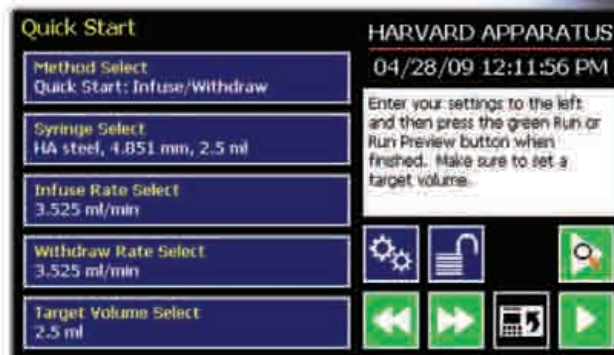 Quick Start
Method Select
Quick Start: Infuse/Withdraw
Syringe Select
HA steel, 4.851 mm, 2.5 ml
Infuse Rate Select
3.525 ml/min
Withdraw Rate Select
3.525 ml/min
Target Volume Select
2.5 ml
HARVARD APPARATUS
04/28/09 12:11:56 PM
Enter your settings to the left
and then press the green Run or
Run Preview button when
finished. Make sure to set a
target volume.